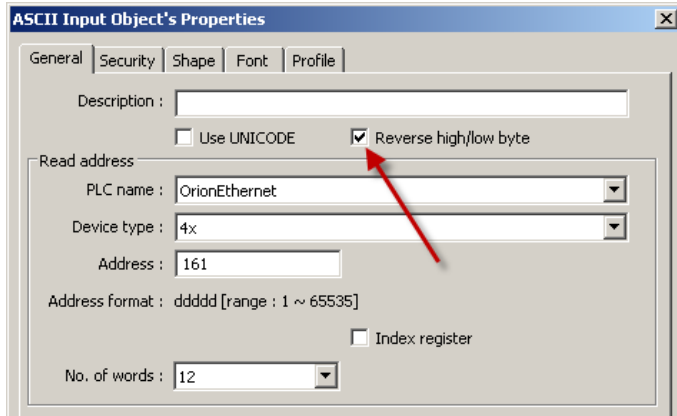 ASCII Input Object's Properties
General Security Shape Font Profile
Description :
Use UNICODE Reverse high/low byte
Read address
PLC name : OrionEthernet
Device type : 4x
Address : 161
Address format : ddddd [range : 1 ~ 65535]
Index register
No. of words : 12